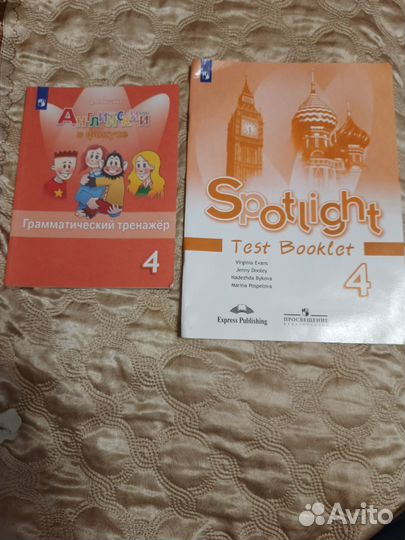 Английский
в фокусе
Грамматический тренажёр
4
Spotlight
Test Booklet
4
Virginia Evans
Jenny Dooley
Nadezhda Bykova
Marina Pospelova
Express Publishing
ПРОСВЕЩЕНИЕ
Avito